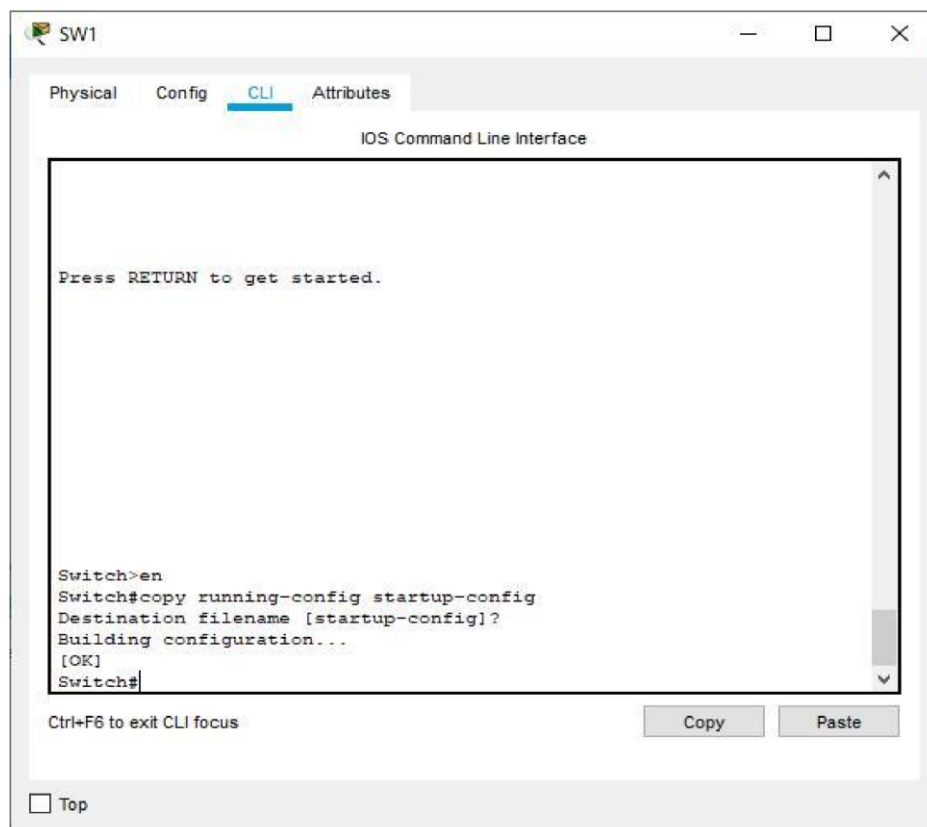 SW1
Physical Config CLI Attributes
IOS Command Line Interface
Press RETURN to get started.
Switch>en
Switch#copy running-config startup-config
Destination filename [startup-config]?
Building configuration...
[OK]
Switch#
Ctrl+F6 to exit CLI focus
Copy Paste
Top